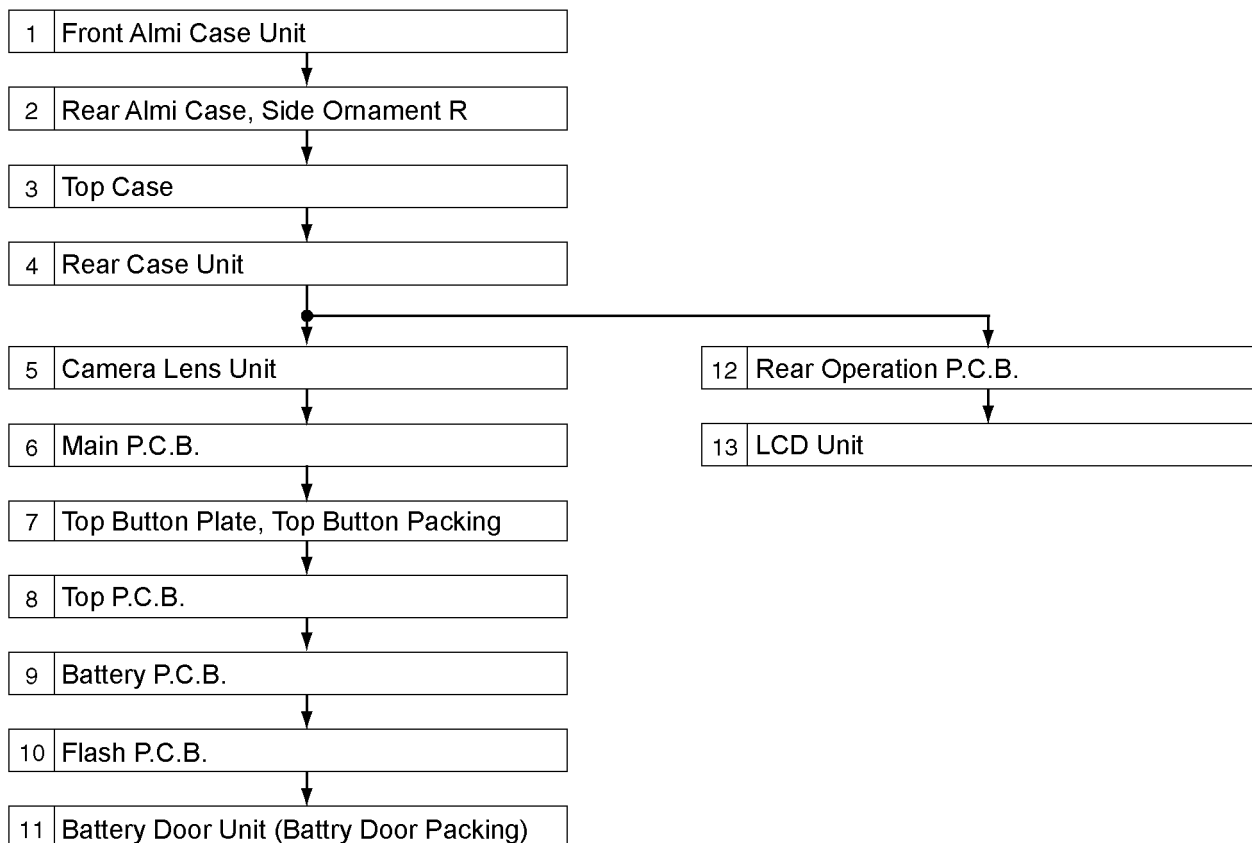 1 Front Almi Case Unit
2 Rear Almi Case, Side Ornament R
3 Top Case
4 Rear Case Unit
5 Camera Lens Unit
6 Main P.C.B.
7 Top Button Plate, Top Button Packing
8 Top P.C.B.
9 Battery P.C.B.
10 Flash P.C.B.
11 Battery Door Unit (Battry Door Packing)
12 Rear Operation P.C.B.
13 LCD Unit